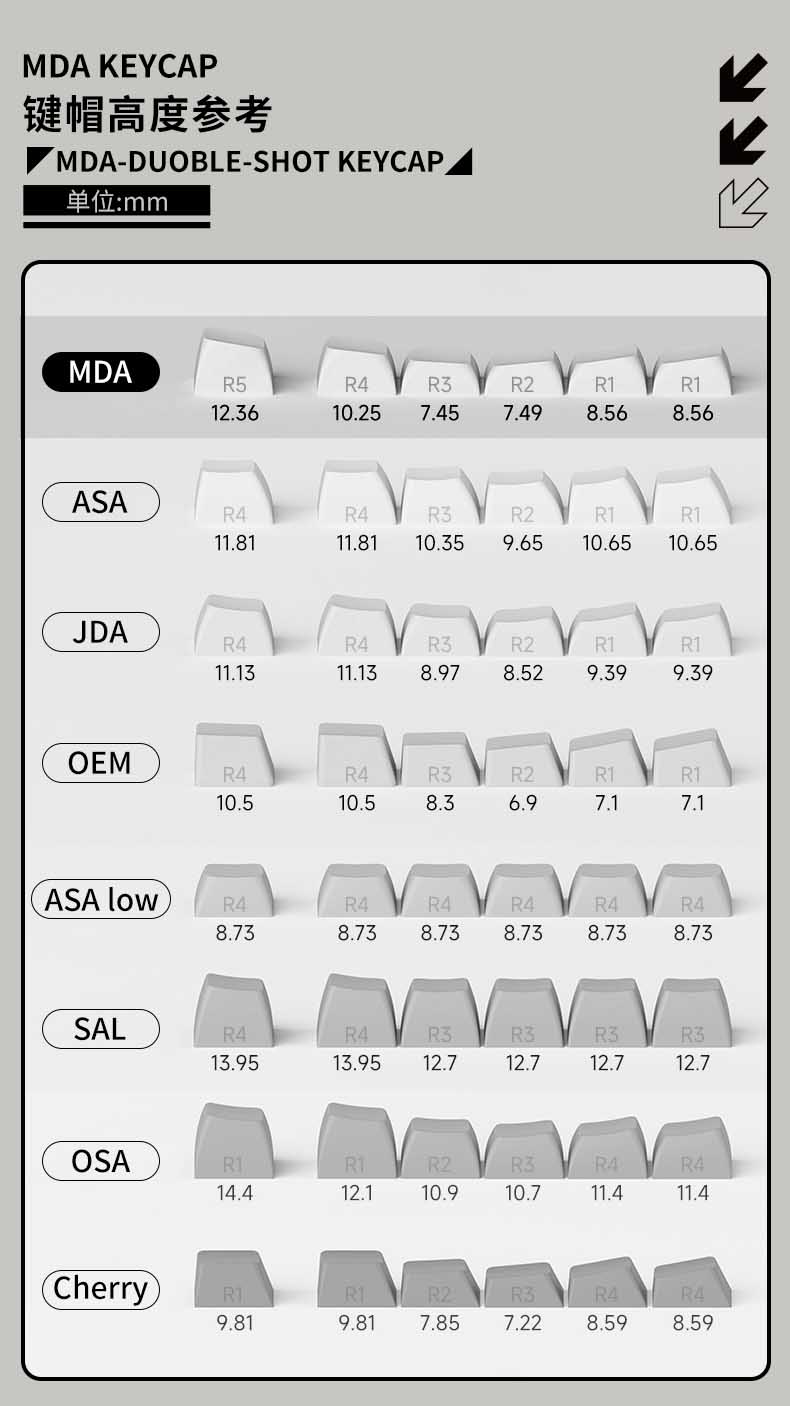 MDA KEYCAP
键帽高度参考
MDA-DUOBLE-SHOT KEYCAP
单位:mm
MDA R5 R4 R3 R2 R1 R1
12.36 10.25 7.45 7.49 8.56 8.56
ASA R4 R4 R3 R2 R1 R1
11.81 11.81 10.35 9.65 10.65 10.65
JDA R4 R4 R3 R2 R1 R1
11.13 11.13 8.97 8.52 9.39 9.39
OEM R4 R4 R3 R2 R1 R1
10.5 10.5 8.3 6.9 7.1 7.1
ASA low R4 R4 R4 R4 R4 R4
8.73 8.73 8.73 8.73 8.73 8.73
SAL R4 R4 R3 R3 R3 R3
13.95 13.95 12.7 12.7 12.7 12.7
OSA R1 R1 R2 R3 R4 R4
14.4 12.1 10.9 10.7 11.4 11.4
Cherry R1 R1 R2 R3 R4 R4
9.81 9.81 7.85 7.22 8.59 8.59